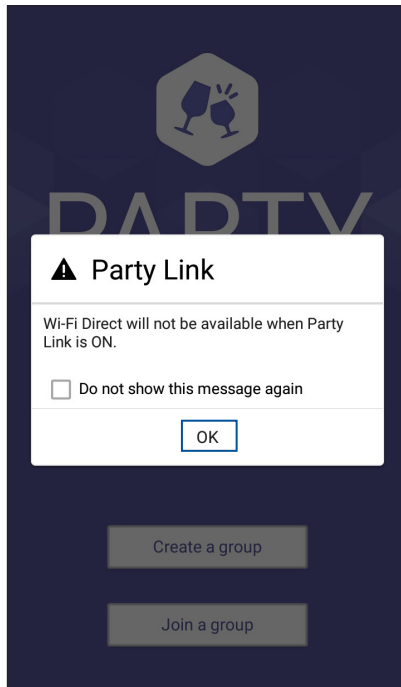 PARTY
Party Link
Wi-Fi Direct will not be available when Party
Link is ON.
Do not show this message again
OK
Create a group
Join a group